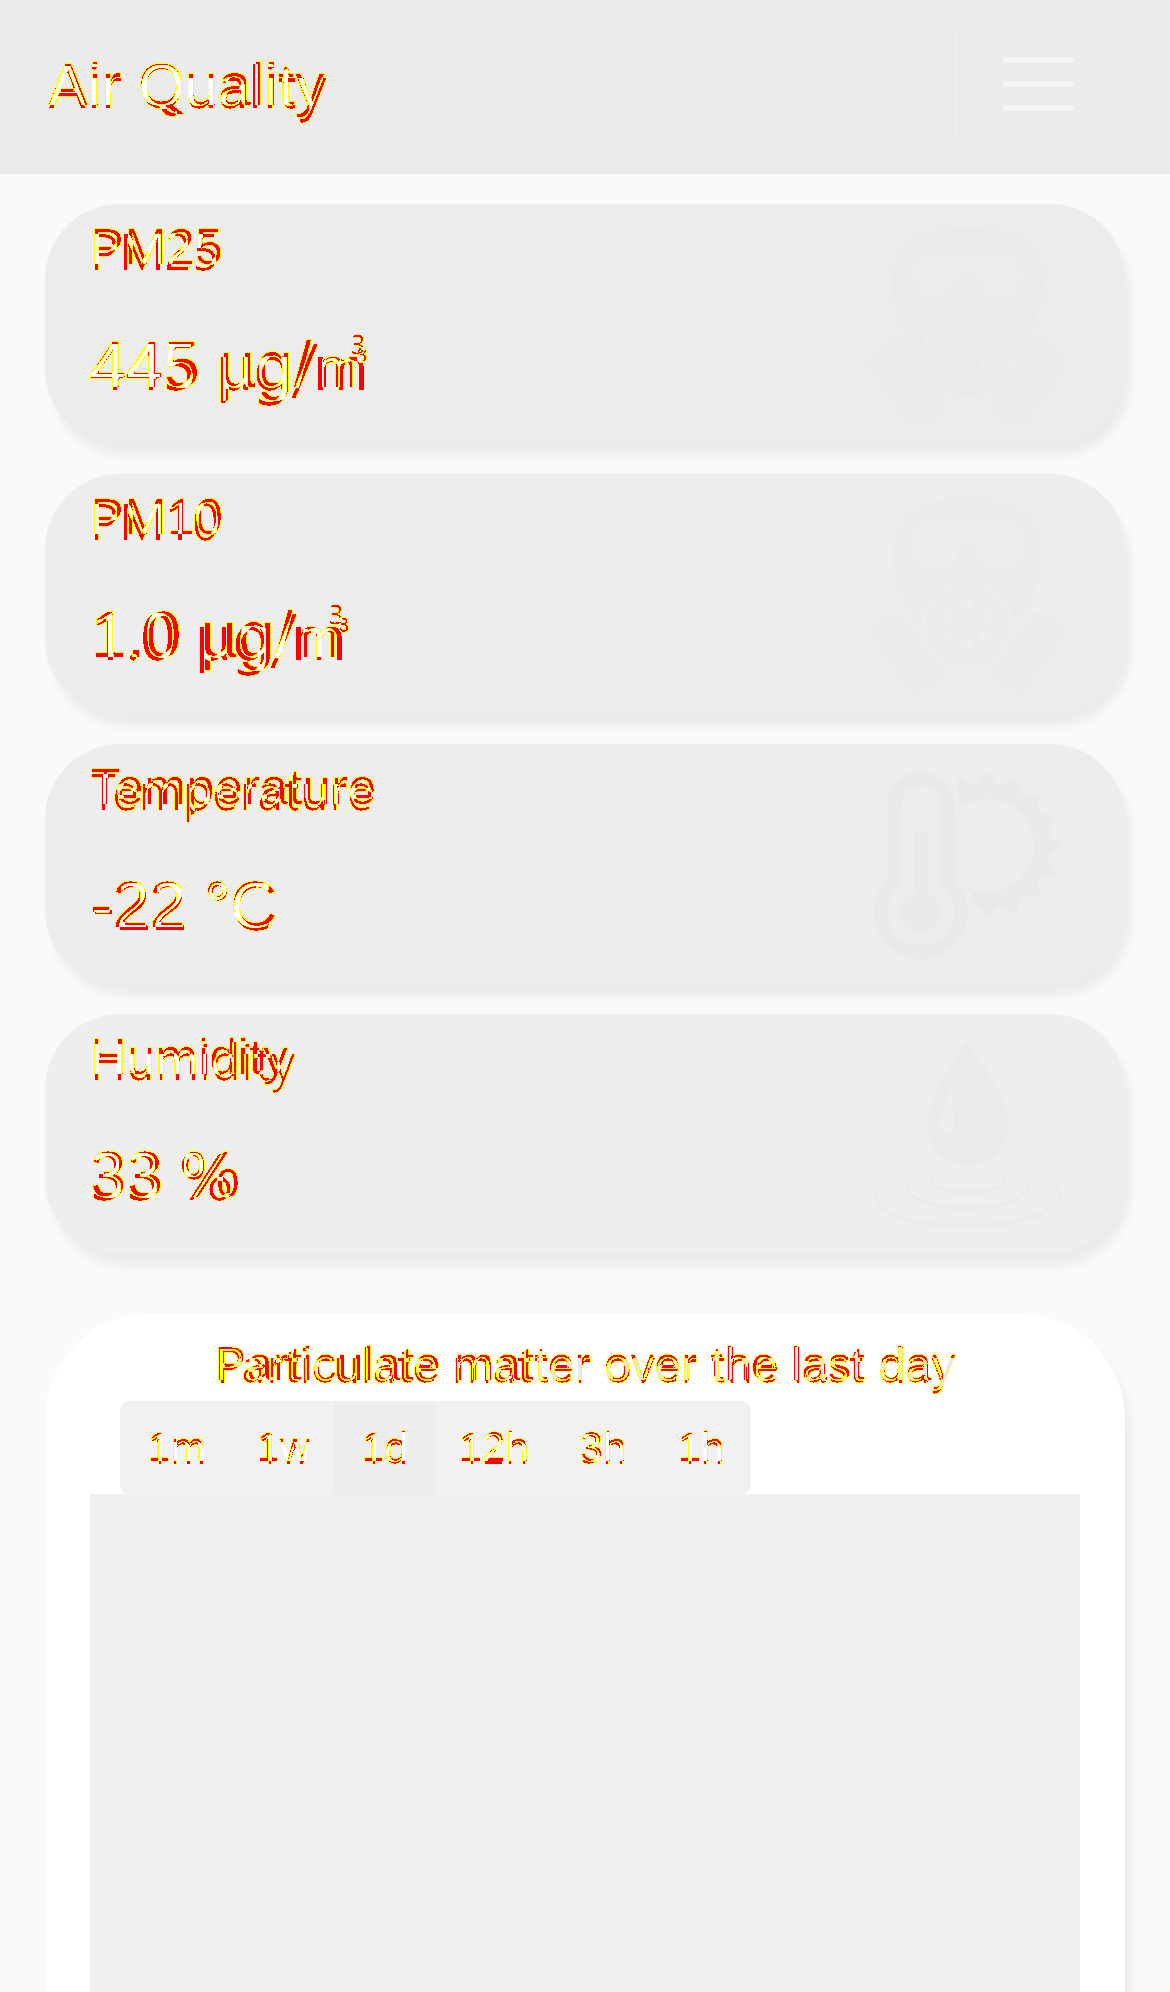 Air Quality
PM25
445 µg/m³
PM10
1.0 µg/m³
Temperature
-22 °C
Humidity
33 %
Particulate matter over the last day
1m 1w 1d 12h 3h 1h